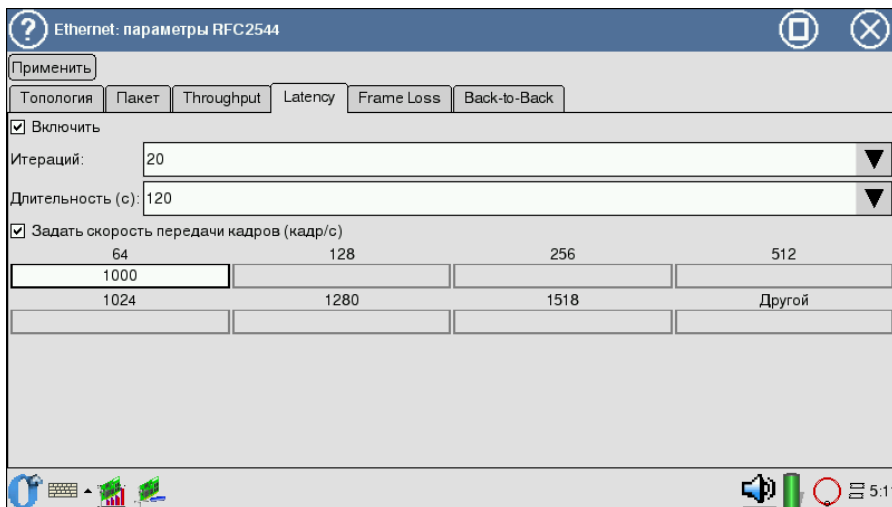 Ethernet: параметры RFC2544
Применить
Топология Пакет Throughput Latency Frame Loss Back-to-Back
Включить
Итераций: 20
Длительность (с): 120
Задать скорость передачи кадров (кадр/с)
64 128 256 512
1000
1024 1280 1518 Другой